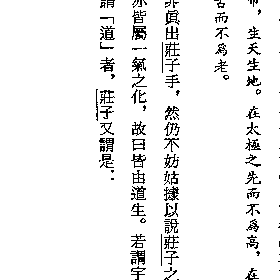 帝，生天生地。在太極之先而不為高，在
古而不為老。
非眞出莊子手，然仍不妨姑據以說莊子之
亦皆屬一氣之化，故曰皆由道生。若謂宇
謂「道」者，莊子又謂是：